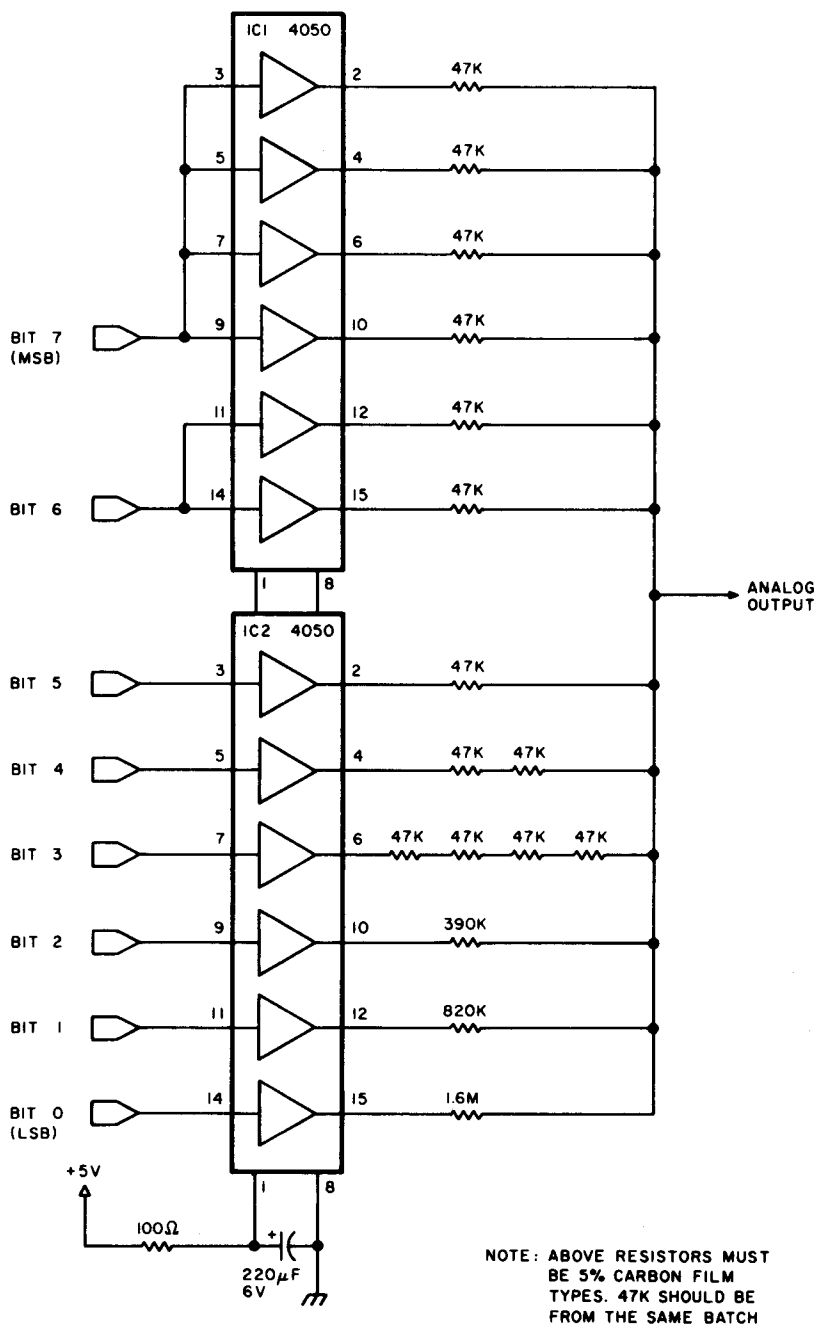 IC1 4050
3 2 47K
5 4 47K
7 6 47K
BIT 7 9 10 47K
(MSB)
11 12 47K
BIT 6 14 15 47K
1 8
ANALOG
OUTPUT
IC2 4050
BIT 5 3 2 47K
BIT 4 5 4 47K 47K
BIT 3 7 6 47K 47K 47K 47K
BIT 2 9 10 390K
BIT 1 11 12 820K
BIT 0 14 15 1.6M
(LSB)
+5V
1 8
100Ω
+
220µF
6V
NOTE: ABOVE RESISTORS MUST
BE 5% CARBON FILM
TYPES. 47K SHOULD BE
FROM THE SAME BATCH